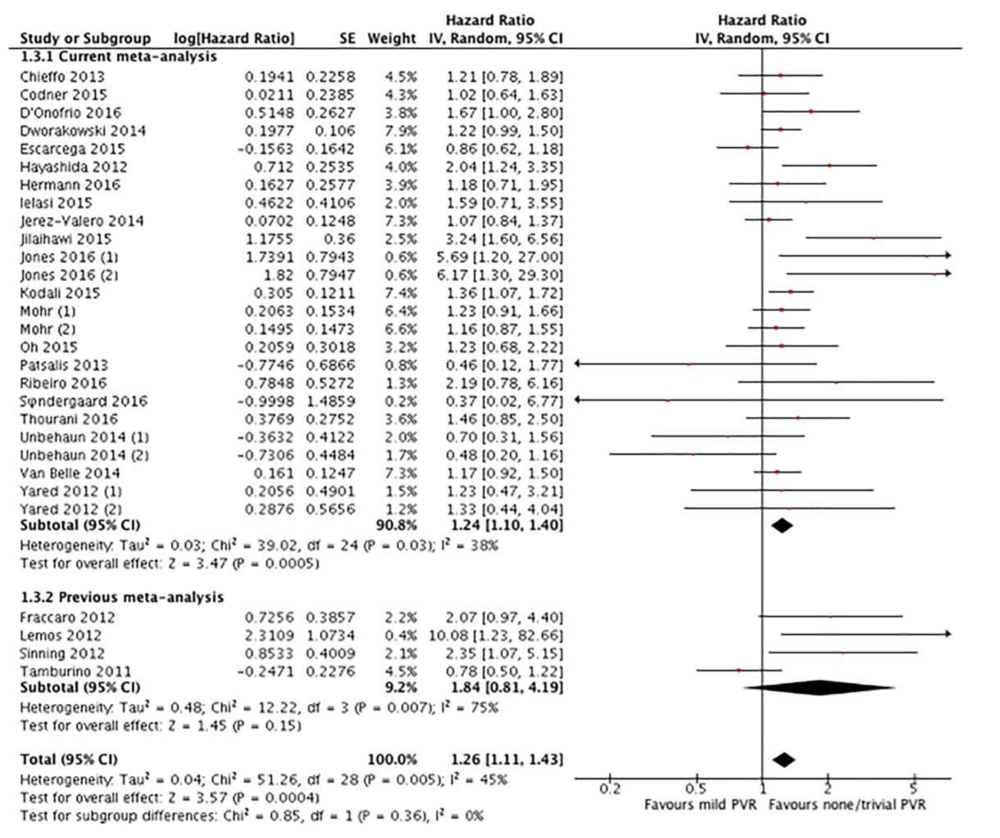 Hazard Ratio Hazard Ratio
Study or Subgroup log[Hazard Ratio] SE Weight IV, Random, 95% CI IV, Random, 95% CI
1.3.1 Current meta-analysis
Chieffo 2013 0.1941 0.2258 4.5% 1.21 [0.78, 1.89]
Codner 2015 0.0211 0.2385 4.3% 1.02 [0.64, 1.63]
D'Onofrio 2016 0.5148 0.2627 3.8% 1.67 [1.00, 2.80]
Dworakowski 2014 0.1977 0.106 7.9% 1.22 [0.99, 1.50]
Escarcega 2015 -0.1563 0.1642 6.1% 0.86 [0.62, 1.18]
Hayashida 2012 0.712 0.2535 4.0% 2.04 [1.24, 3.35]
Hermann 2016 0.1627 0.2577 3.9% 1.18 [0.71, 1.95]
Ielasi 2015 0.4622 0.4106 2.0% 1.59 [0.71, 3.55]
Jerez-Valero 2014 0.0702 0.1248 7.3% 1.07 [0.84, 1.37]
Jilaihawi 2015 1.1755 0.36 2.5% 3.24 [1.60, 6.56]
Jones 2016 (1) 1.7391 0.7943 0.6% 5.69 [1.20, 27.00]
Jones 2016 (2) 1.82 0.7947 0.6% 6.17 [1.30, 29.30]
Kodali 2015 0.305 0.1211 7.4% 1.36 [1.07, 1.72]
Mohr (1) 0.2063 0.1534 6.4% 1.23 [0.91, 1.66]
Mohr (2) 0.1495 0.1473 6.6% 1.16 [0.87, 1.55]
Oh 2015 0.2059 0.3018 3.2% 1.23 [0.68, 2.22]
Patsalis 2013 -0.7746 0.6866 0.8% 0.46 [0.12, 1.77]
Ribeiro 2016 0.7848 0.5272 1.3% 2.19 [0.78, 6.16]
Søndergaard 2016 -0.9998 1.4859 0.2% 0.37 [0.02, 6.77]
Thourani 2016 0.3769 0.2752 3.6% 1.46 [0.85, 2.50]
Unbehaun 2014 (1) -0.3632 0.4122 2.0% 0.70 [0.31, 1.56]
Unbehaun 2014 (2) -0.7306 0.4484 1.7% 0.48 [0.20, 1.16]
Van Belle 2014 0.161 0.1247 7.3% 1.17 [0.92, 1.50]
Yared 2012 (1) 0.2056 0.4901 1.5% 1.23 [0.47, 3.21]
Yared 2012 (2) 0.2876 0.5656 1.2% 1.33 [0.44, 4.04]
Subtotal (95% CI) 90.8% 1.24 [1.10, 1.40]
Heterogeneity: Tau² = 0.03; Chi² = 39.02, df = 24 (P = 0.03); I² = 38%
Test for overall effect: Z = 3.47 (P = 0.0005)
1.3.2 Previous meta-analysis
Fraccaro 2012 0.7256 0.3857 2.2% 2.07 [0.97, 4.40]
Lemos 2012 2.3109 1.0734 0.4% 10.08 [1.23, 82.66]
Sinning 2012 0.8533 0.4009 2.1% 2.35 [1.07, 5.15]
Tamburino 2011 -0.2471 0.2276 4.5% 0.78 [0.50, 1.22]
Subtotal (95% CI) 9.2% 1.84 [0.81, 4.19]
Heterogeneity: Tau² = 0.48; Chi² = 12.22, df = 3 (P = 0.007); I² = 75%
Test for overall effect: Z = 1.45 (P = 0.15)
Total (95% CI) 100.0% 1.26 [1.11, 1.43]
Heterogeneity: Tau² = 0.04; Chi² = 51.26, df = 28 (P = 0.005); I² = 45%
Test for overall effect: Z = 3.57 (P = 0.0004)
Test for subgroup differences: Chi² = 0.85, df = 1 (P = 0.36), I² = 0%
0.2 0.5 1 2 5
Favours mild PVR Favours none/trivial PVR